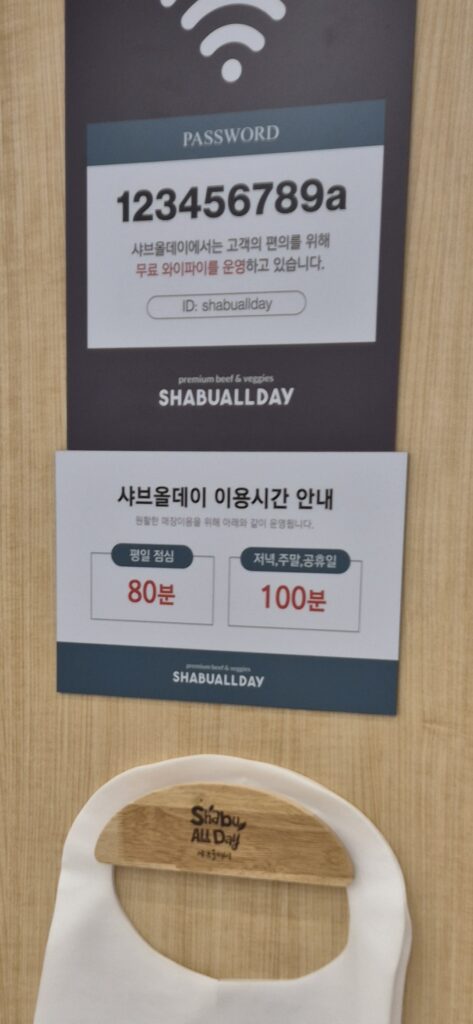 PASSWORD
123456789a
샤브올데이에서는 고객의 편의를 위해
무료 와이파이를 운영하고 있습니다.
ID: shabuallday
premium beef & veggies
SHABUALLDAY
샤브올데이 이용시간 안내
원활한 매장이용을 위해 아래와 같이 운영됩니다.
평일 점심
80분
저녁,주말,공휴일
100분
premium beef & veggies
SHABUALLDAY
Shabu
All Day
샤브올데이